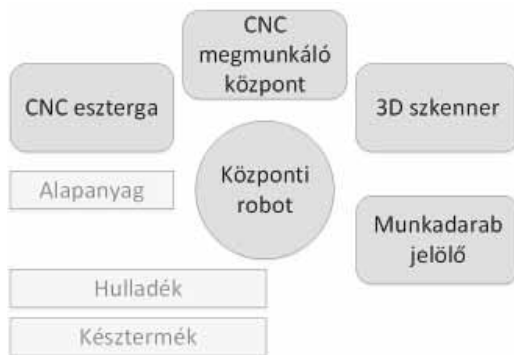 CNC
megmunkáló
központ
CNC eszterga
3D szkenner
Alapanyag
Központi
robot
Munkadarab
jelölő
Hulladék
Késztermék